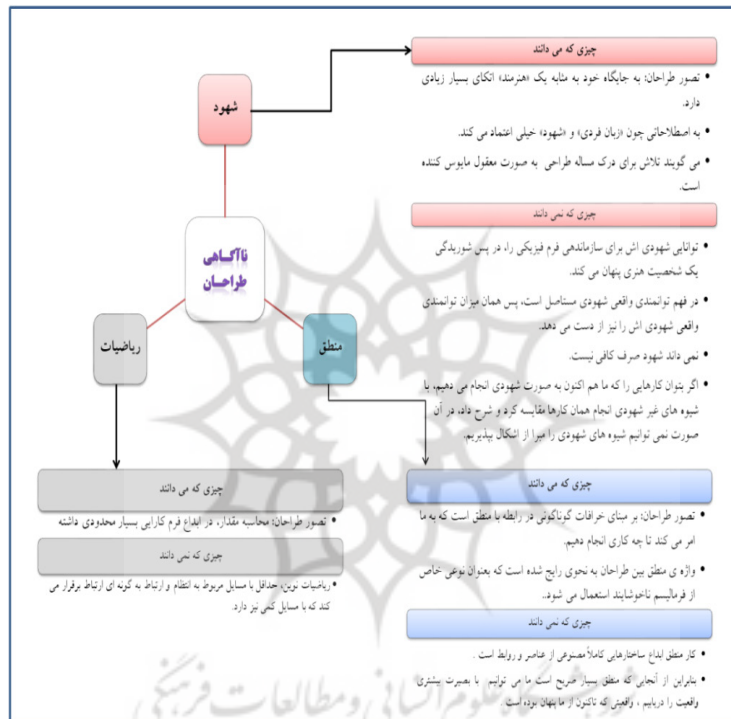 چیزی که می دانند
• تصور طراحان: به جایگاه خود به مثابه یک «هنرمند» اتکای بسیار زیادی
دارد.
• به اصطلاحاتی چون «زبان فردی» و «شهود» خیلی اعتماد می کند.
• می گویند تلاش برای درک مساله طراحی به صورت معقول مایوس کننده
است.
چیزی که نمی دانند
• توانایی شهودی اش برای سازماندهی فرم فیزیکی را، در پس شوریدگی
یک شخصیت هنری پنهان می کند.
• در فهم توانمندی واقعی شهودی مستاصل است، پس همان میزان توانمندی
واقعی شهودی اش را نیز از دست می دهد.
• نمی داند شهود صرف کافی نیست.
• اگر بتوان کارهایی را که ما هم اکنون به صورت شهودی انجام می دهیم، با
شیوه های غیر شهودی انجام همان کارها مقایسه کرد و شرح داد، در آن
صورت نمی توانیم شیوه های شهودی را مبرا از اشکال بپذیریم.
شهود
ناآگاهی
طراحان
ریاضیات
منطق
چیزی که می دانند
• تصور طراحان: بر مبنای خرافات گوناگونی در رابطه با منطق است که به ما
امر می کند تا چه کاری انجام دهیم.
• واژه ی منطق بین طراحان به نحوی رایج شده است که بعنوان نوعی خاص
از فرمالیسم ناخوشایند استعمال می شود..
چیزی که نمی دانند
• کار منطق ابداع ساختارهایی کاملاً مصنوعی از عناصر و روابط است .
• بنابراین از آنجایی که منطق بسیار صریح است ما می توانیم با بصیرت بیشتری
واقعیت را دریابیم ، واقعیتی که تاکنون از ما پنهان بوده است .
چیزی که می دانند
• تصور طراحان: محاسبه مقدار، در ابداع فرم کارایی بسیار محدودی داشته
چیزی که نمی دانند
• ریاضیات نوین، حداقل با مسایل مربوط به انتظام و ارتباط به گونه ای ارتباط برقرار می
کند که با مسایل کمی نیز دارد.
پژوهشگاه علوم انسانی و مطالعات فرهنگی